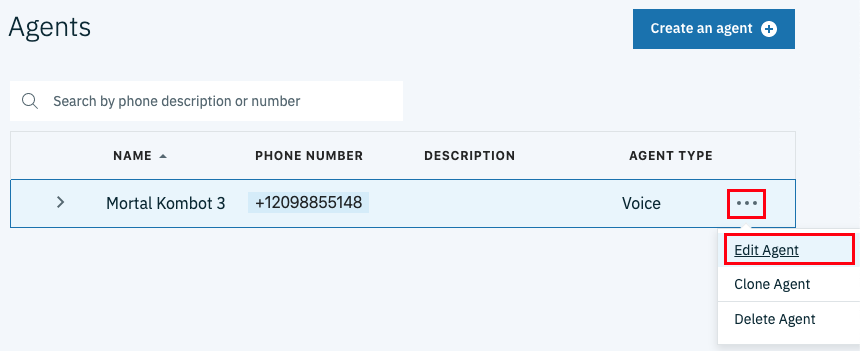 Agents
Create an agent
Search by phone description or number
NAME PHONE NUMBER DESCRIPTION AGENT TYPE
Mortal Kombot 3 +12098855148 Voice
Edit Agent
Clone Agent
Delete Agent